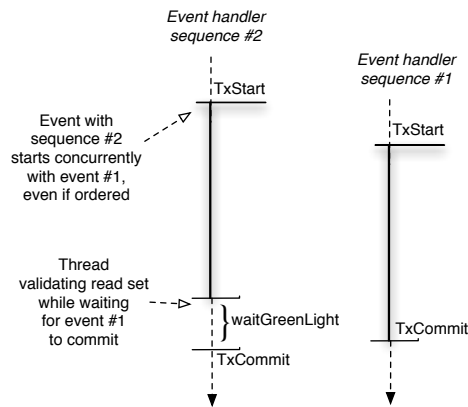 Event handler
sequence #2
Event handler
sequence #1
TxStart
TxStart
Event with
sequence #2
starts concurrently
with event #1,
even if ordered
Thread
validating read set
while waiting
for event #1
to commit
waitGreenLight
TxCommit
TxCommit